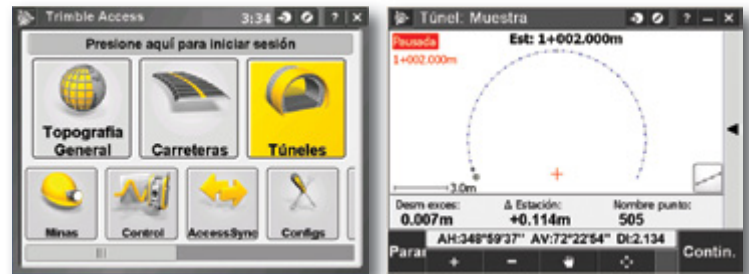 Trimble Access 3:34 ? X
Presione aquí para iniciar sesión
Topografia
General
Carreteras
Túneles
Minas
Control
AccessSync
Configs
Túnel: Muestra ? – X
Pausada
Est: 1+002.000m
1+002.000m
3.0m
Desm exces:
Δ Estación:
Nombre punto:
0.007m
+0.114m
505
AH:348°59'37" AV:72°22'54" DI:2.134
Parar
Contin.
+ –